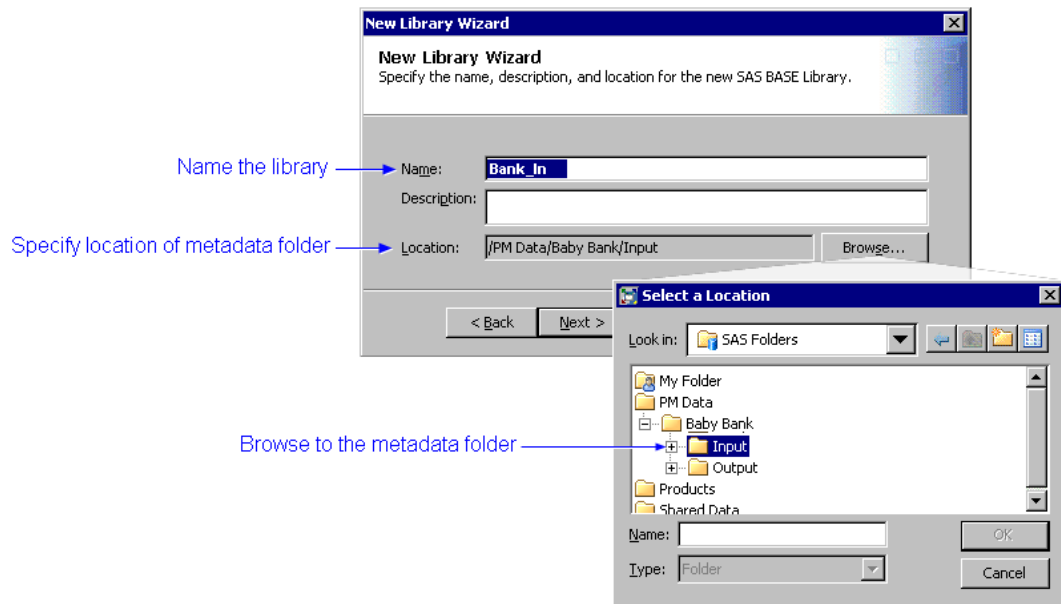 New Library Wizard
New Library Wizard
Specify the name, description, and location for the new SAS BASE Library.
Name the library
Name:
Bank_In
Description:
Specify location of metadata folder
Location:
/PM Data/Baby Bank/Input
Browse...
< Back
Next >
Select a Location
Look in:
SAS Folders
My Folder
PM Data
Baby Bank
Browse to the metadata folder
Input
Output
Products
Shared Data
Name:
OK
Type:
Folder
Cancel